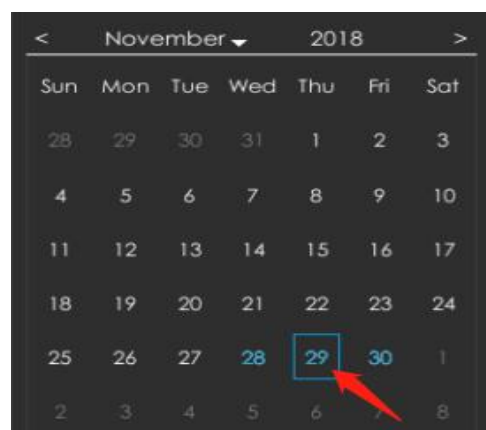 < November 2018 >
Sun Mon Tue Wed Thu Fri Sat
28 29 30 31 1 2 3
4 5 6 7 8 9 10
11 12 13 14 15 16 17
18 19 20 21 22 23 24
25 26 27 28 29 30 1
2 3 4 5 6 7 8